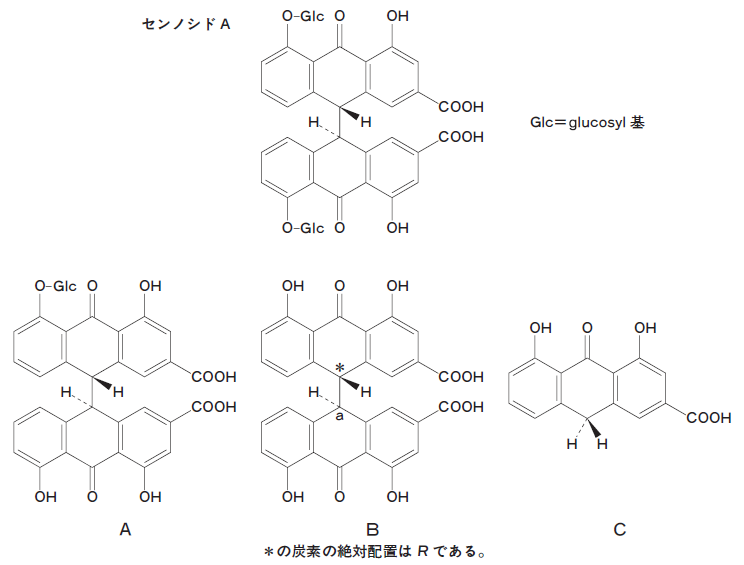 センノシド A
O-Glc O OH
COOH
H H
COOH
Glc=glucosyl 基
O-Glc O OH
O-Glc O OH
COOH
H H
COOH
OH O OH
A
OH O OH
*
COOH
H H
a
COOH
OH O OH
B
OH O OH
COOH
H H
C
*の炭素の絶対配置は R である。